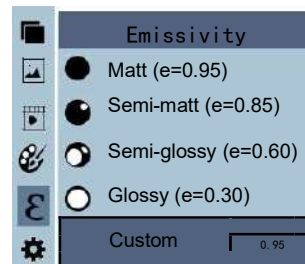 Emissivity
Matt (e=0.95)
Semi-matt (e=0.85)
Semi-glossy (e=0.60)
ε
Glossy (e=0.30)
Custom 0.95